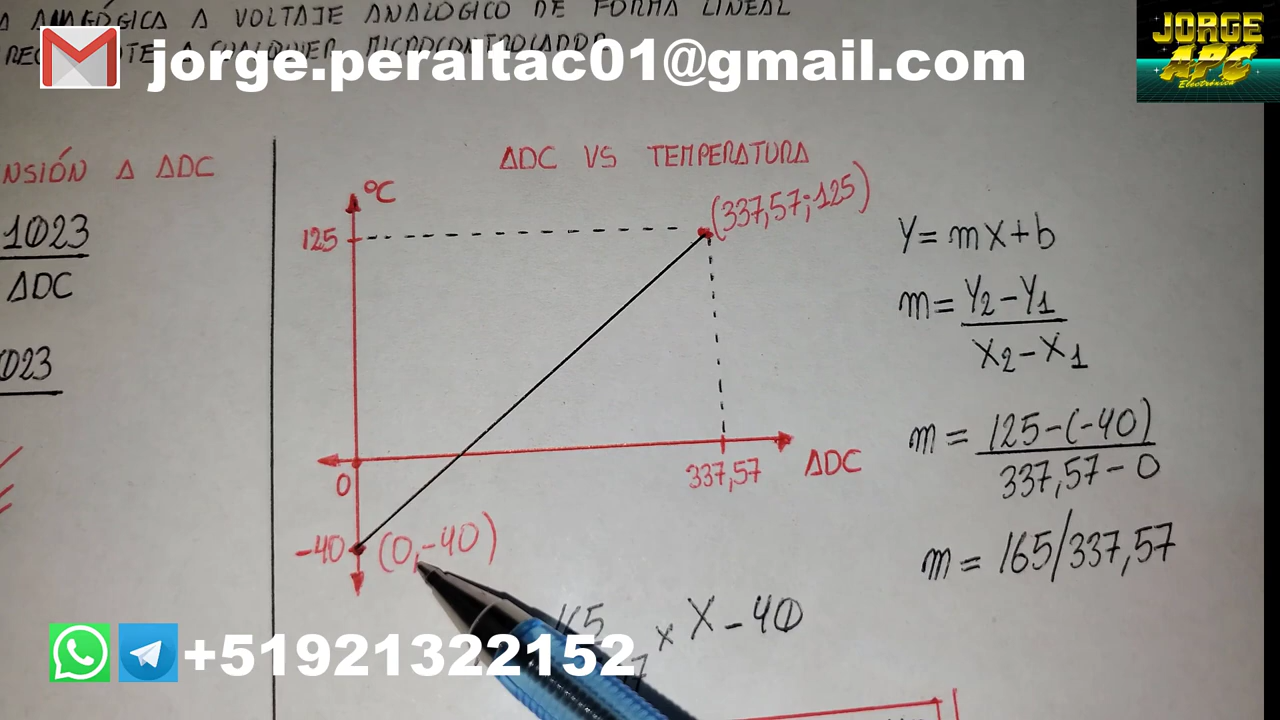 A VOLTAJE ANALÓGICO DE FORMA LINEAL
jorge.peraltac01@gmail.com
JORGE
APC
Electrónica
NSIÓN A ADC
1023
ADC
023
ADC VS TEMPERATURA
°C
(337,57;125)
125
0
337,57
ADC
-40
(0,-40)
Y=mX+b
m=Y2-Y1
X2-X1
m=125-(-40)
337,57-0
m=165/337,57
165
x X-40
7
+51921322152